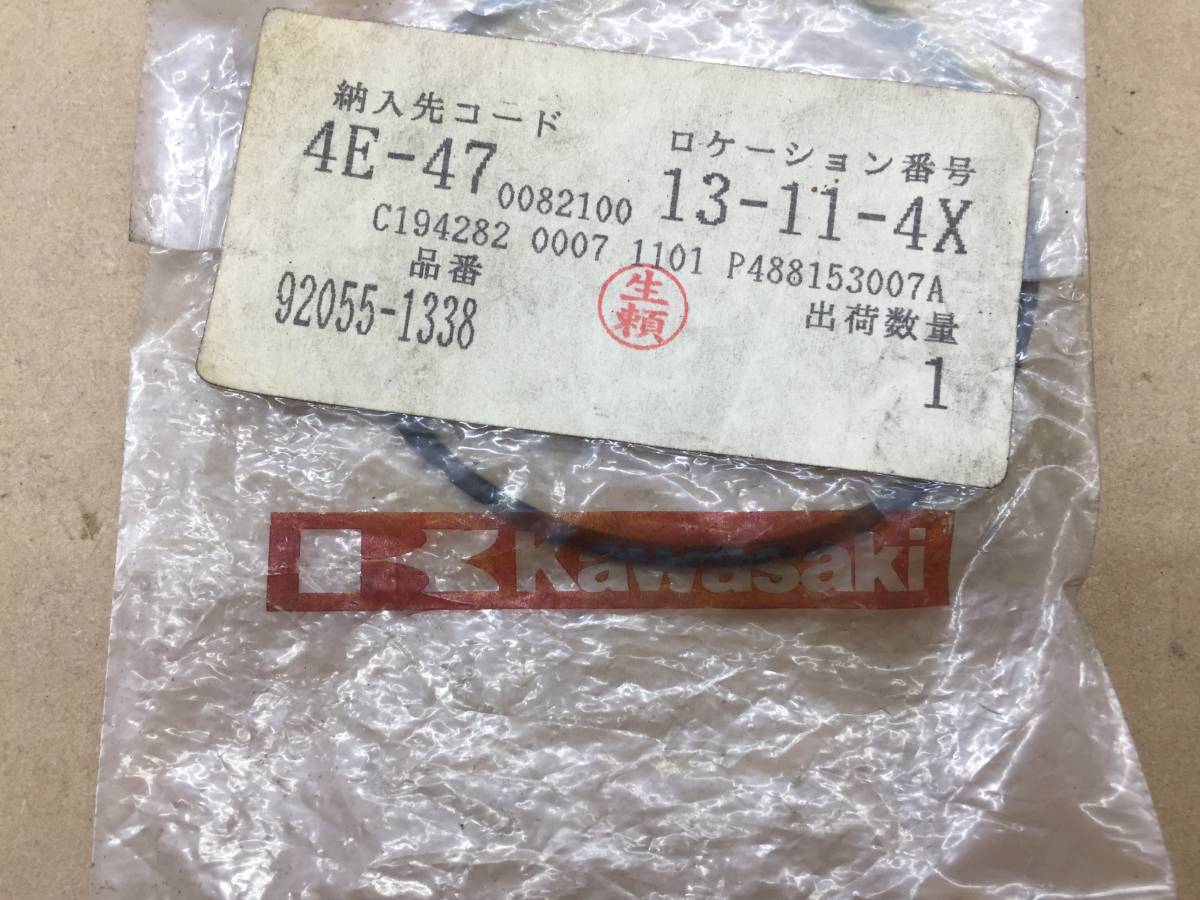 納入先コード
ロケーション番号
4E-47
0082100
13-11-4X
C194282 0007 1101 P488153007A
品番
92055-1338
生
頼
出荷数量
1
Kawasaki